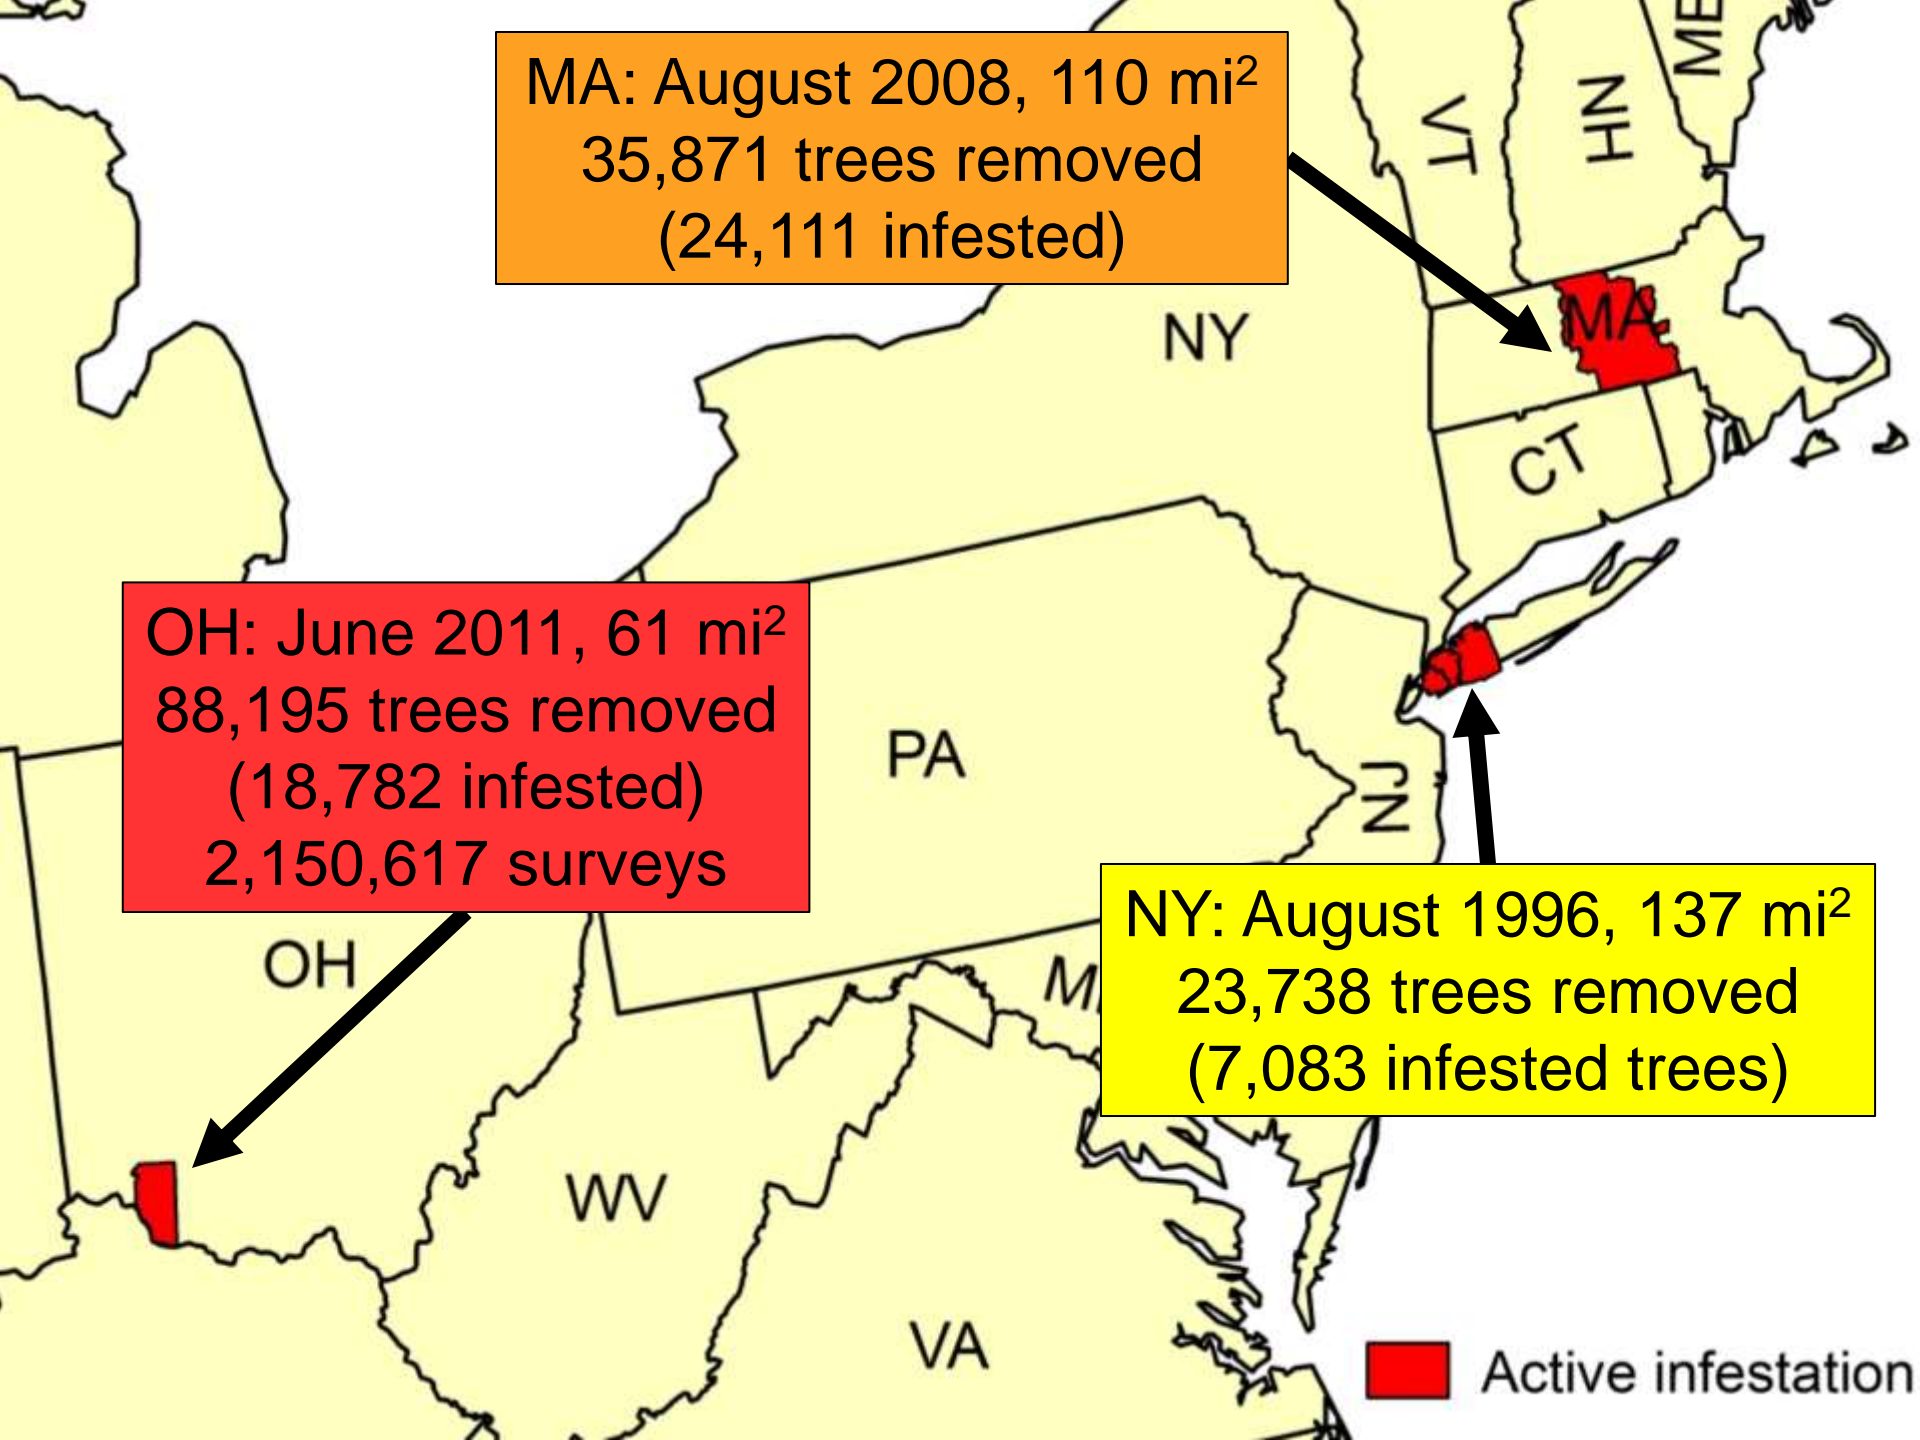 MA: August 2008, 110 mi²
35,871 trees removed
(24,111 infested)
ME
NH
VT
MA
NY
CT
OH: June 2011, 61 mi²
88,195 trees removed
(18,782 infested)
2,150,617 surveys
PA
NJ
NY: August 1996, 137 mi²
23,738 trees removed
(7,083 infested trees)
OH
M
WV
VA
Active infestation